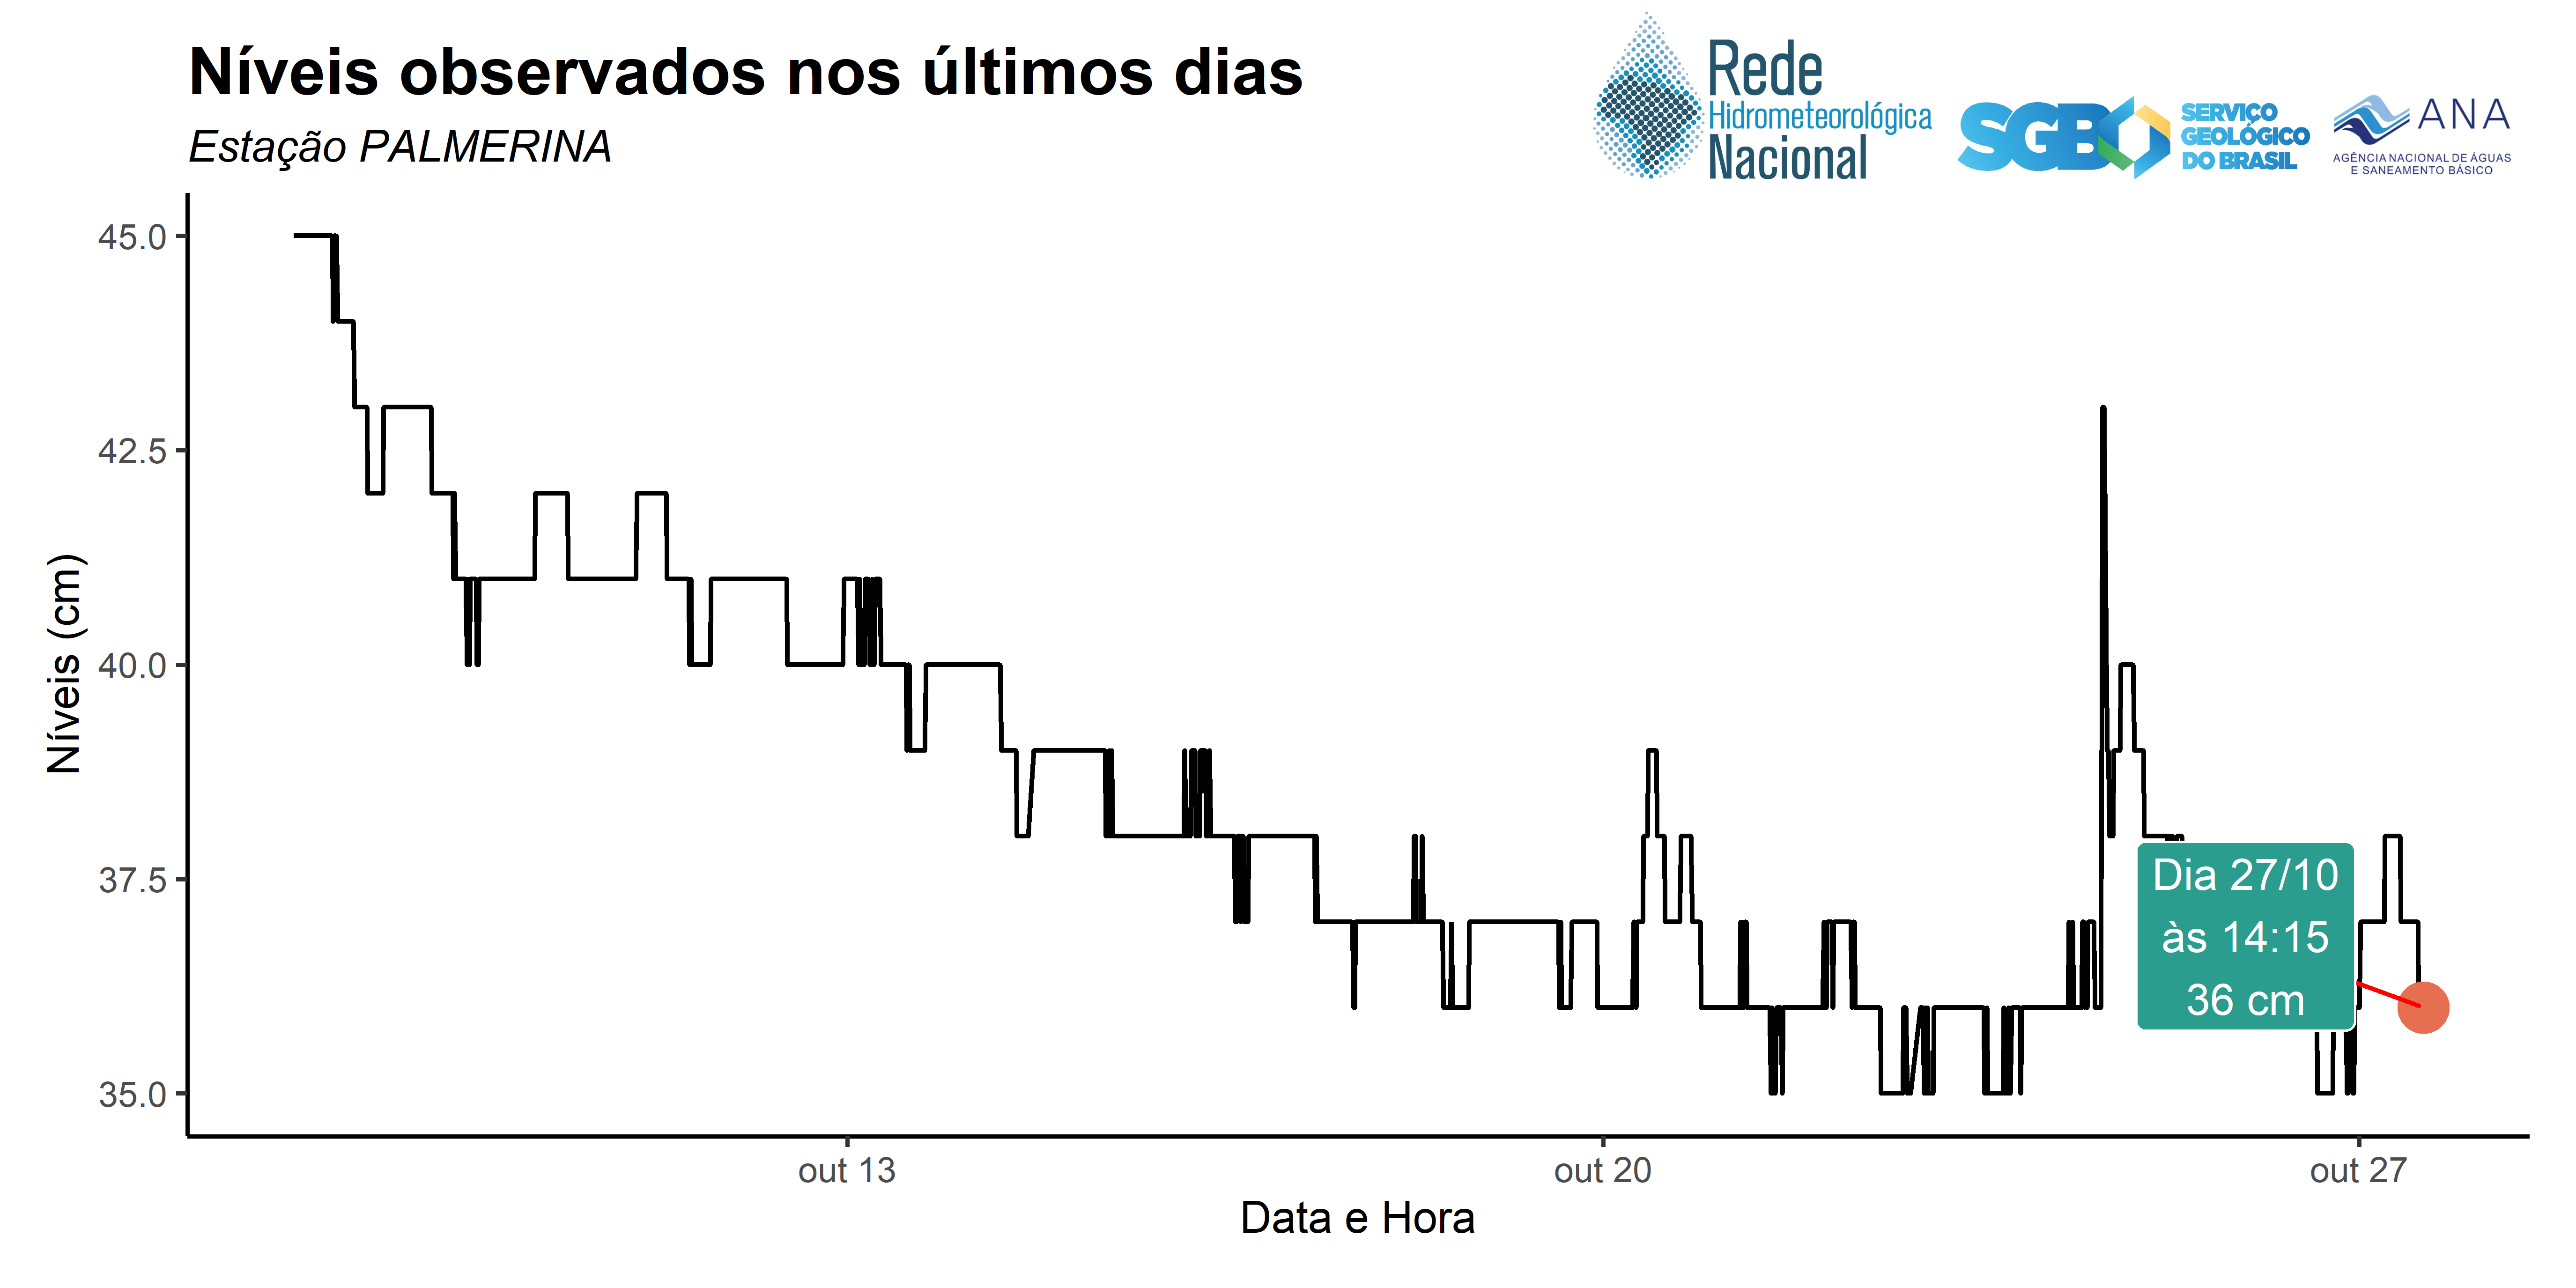 Níveis observados nos últimos dias
Estação PALMERINA
Rede
Hidrometeorológica
Nacional
SGB
SERVIÇO
GEOLÓGICO
DO BRASIL
ANA
AGÊNCIA NACIONAL DE ÁGUAS
E SANEAMENTO BÁSICO
Níveis (cm)
45.0
42.5
40.0
37.5
35.0
Dia 27/10
às 14:15
36 cm
out 13
out 20
out 27
Data e Hora